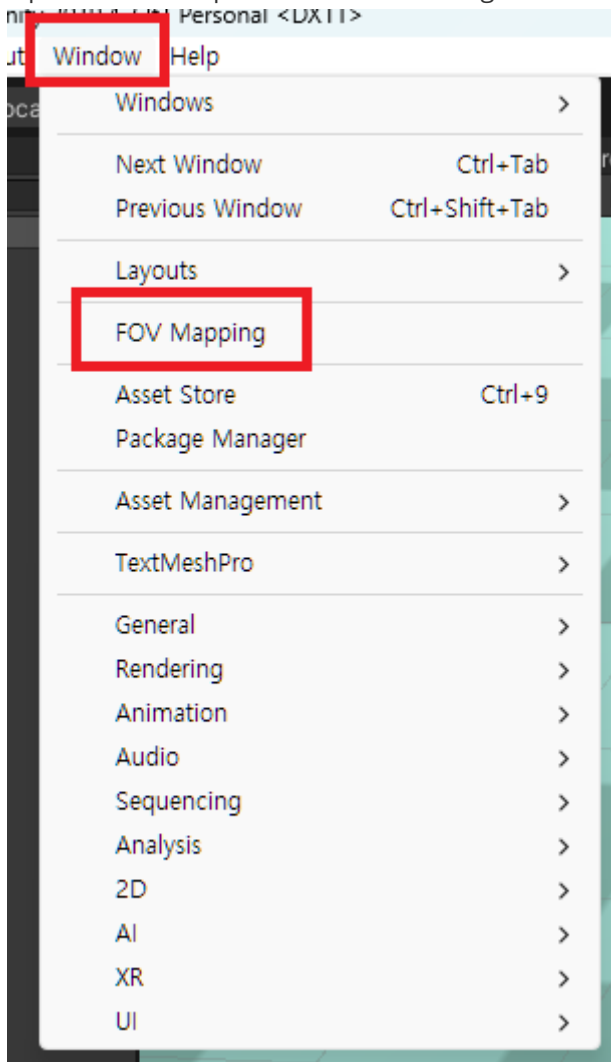 Personal <DX11>
Window Help
Windows
Next Window Ctrl+Tab
Previous Window Ctrl+Shift+Tab
Layouts
FOV Mapping
Asset Store Ctrl+9
Package Manager
Asset Management
TextMeshPro
General
Rendering
Animation
Audio
Sequencing
Analysis
2D
AI
XR
UI